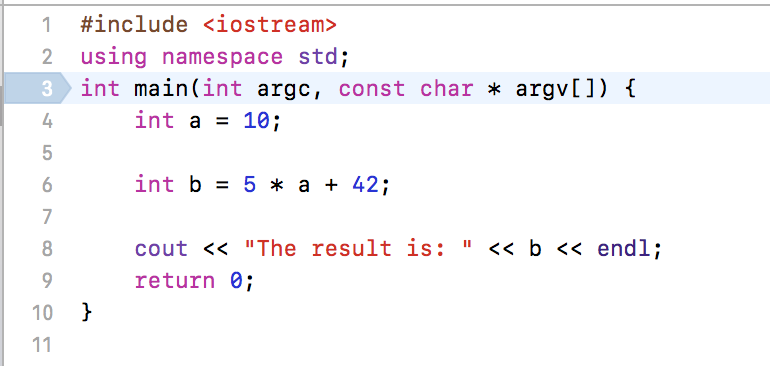 1 #include <iostream>
2 using namespace std;
3 int main(int argc, const char * argv[]) {
4     int a = 10;
5
6     int b = 5 * a + 42;
7
8     cout << "The result is: " << b << endl;
9     return 0;
10 }
11